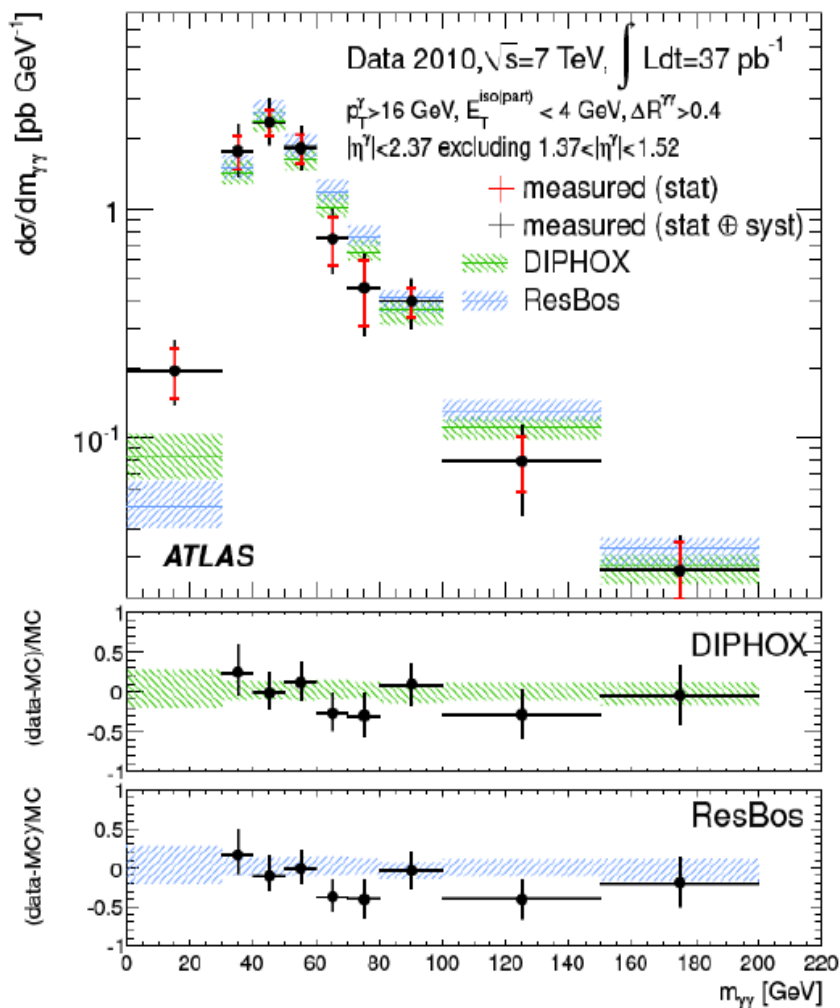 dσ/dmγγ [pb GeV⁻¹]
Data 2010, √s=7 TeV, ∫ Ldt=37 pb⁻¹
p_T^γ>16 GeV, E_T^iso(part) < 4 GeV, ΔR^γγ>0.4
|η^γ|<2.37 excluding 1.37<|η^γ|<1.52
measured (stat)
measured (stat ⊕ syst)
DIPHOX
ResBos
1
10⁻¹
ATLAS
(data-MC)/MC
1
0.5
0
-0.5
-1
DIPHOX
(data-MC)/MC
1
0.5
0
-0.5
-1
ResBos
0 20 40 60 80 100 120 140 160 180 200 220
mγγ [GeV]